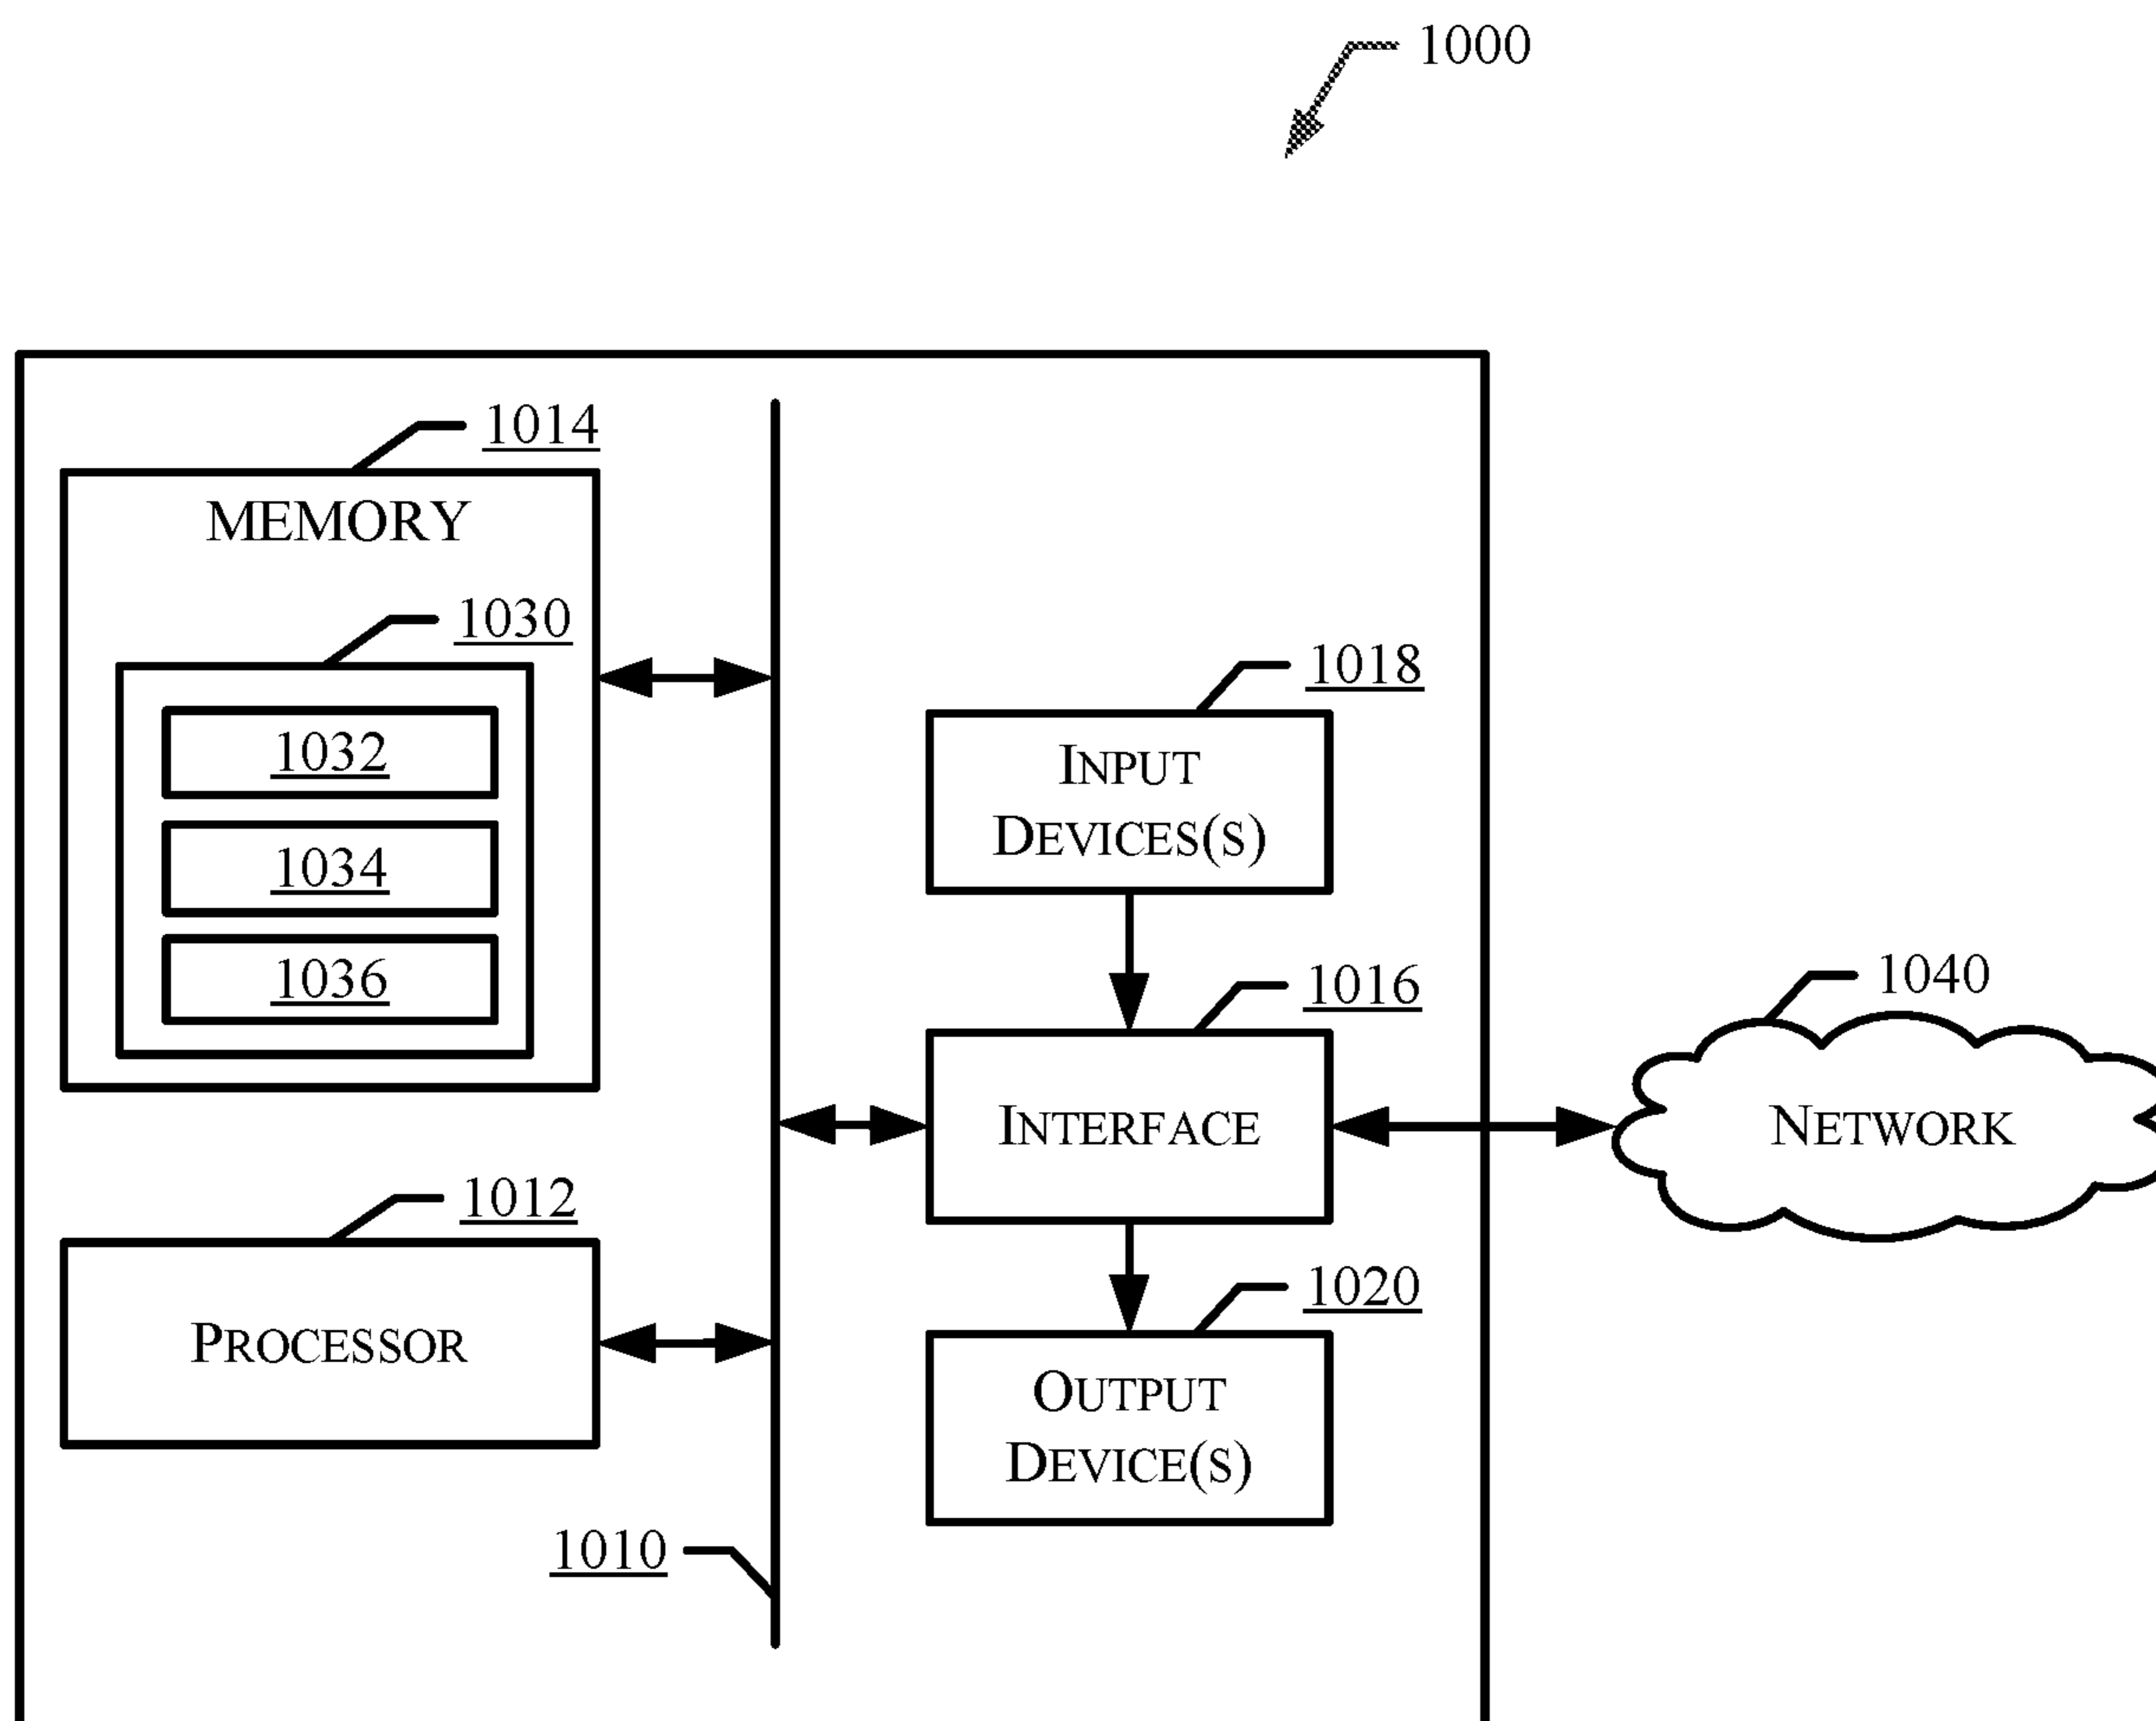 1000
1014
MEMORY
1030
1032
1034
1036
1018
INPUT
DEVICES(S)
1016
INTERFACE
1040
NETWORK
1012
PROCESSOR
1020
OUTPUT
DEVICE(S)
1010